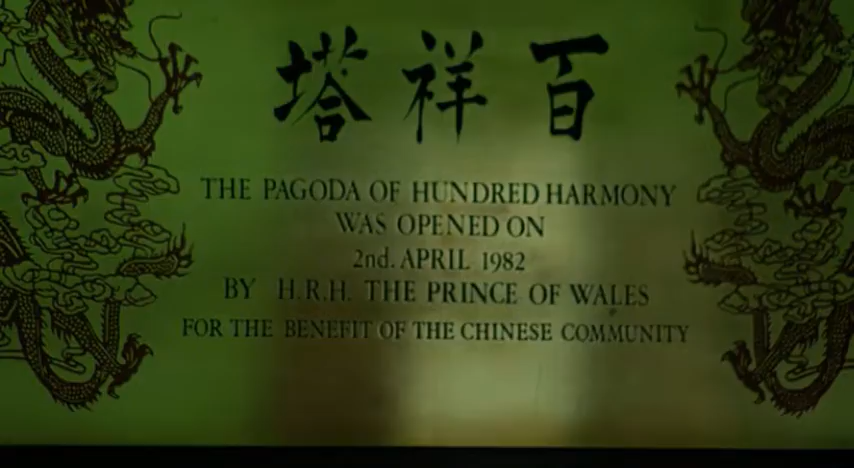 百祥塔
THE PAGODA OF HUNDRED HARMONY
WAS OPENED ON
2nd. APRIL 1982
BY H.R.H. THE PRINCE OF WALES
FOR THE BENEFIT OF THE CHINESE COMMUNITY